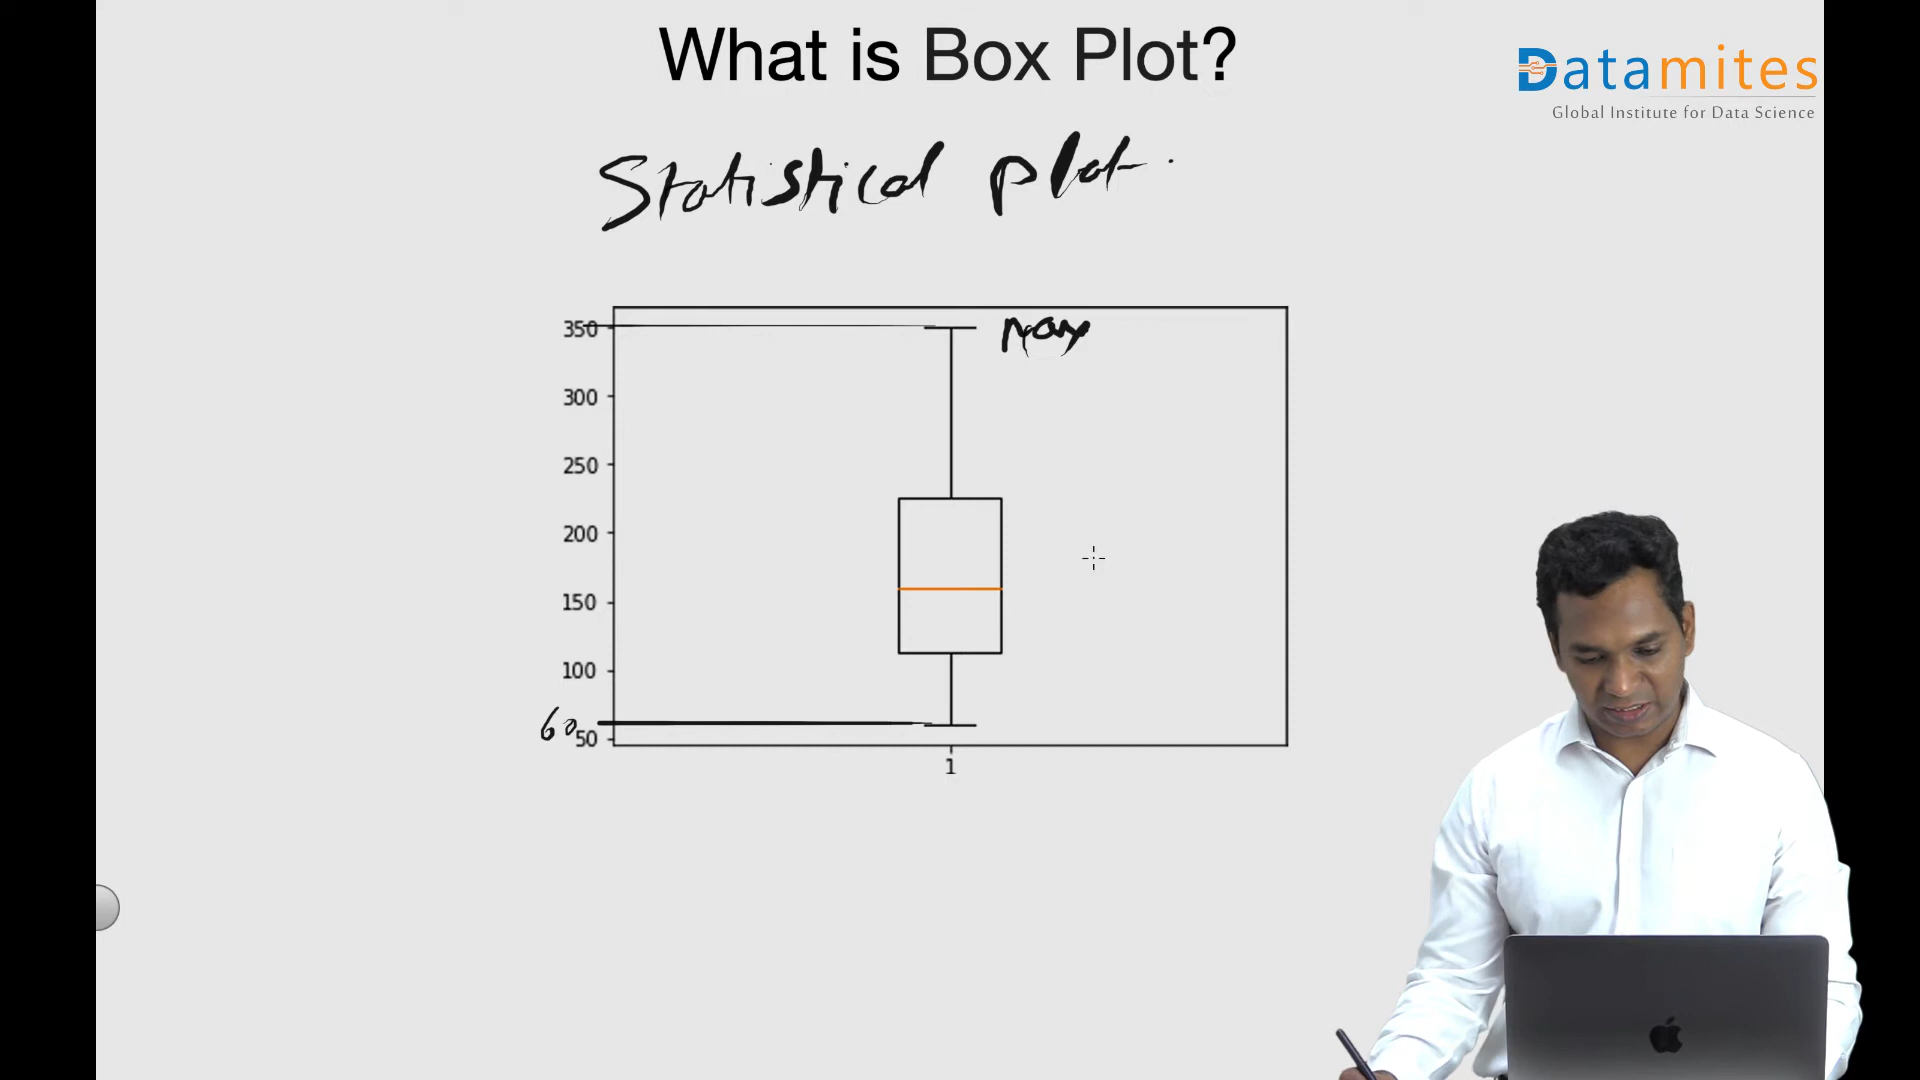 What is Box Plot?
Datamites
Global Institute for Data Science
Statistical plot.
350
max
300
250
200
150
100
60
50
1